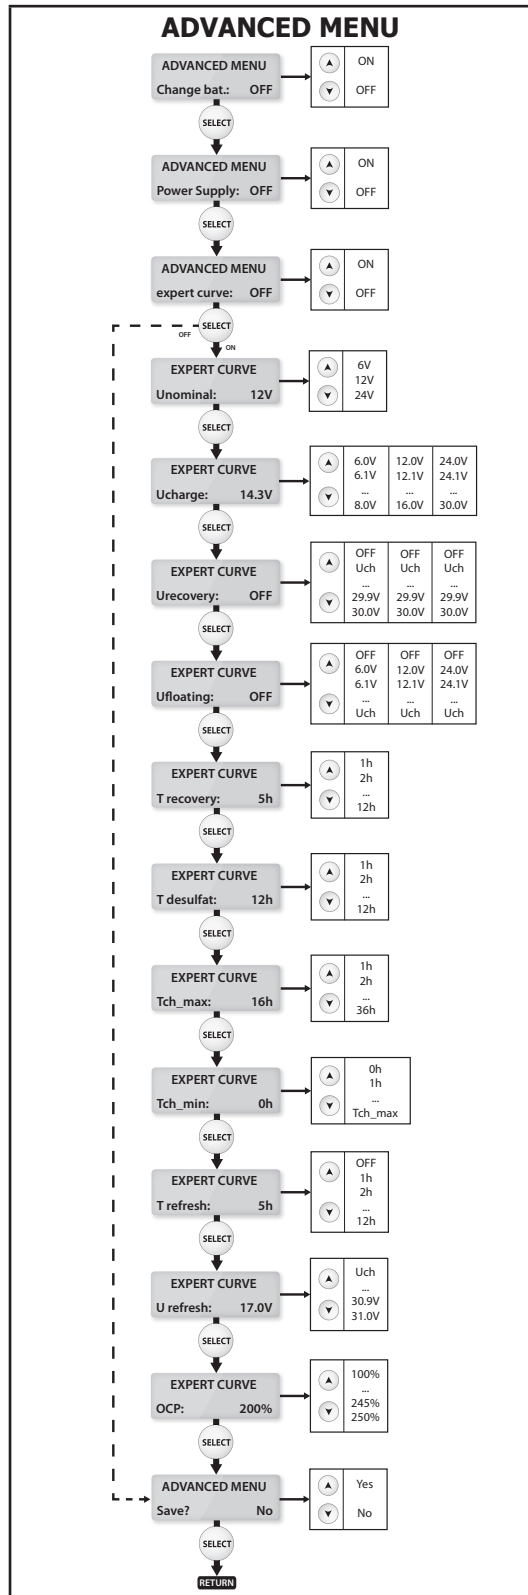 ADVANCED MENU
ADVANCED MENU
Change bat.: OFF
ON
OFF
SELECT
ADVANCED MENU
Power Supply: OFF
ON
OFF
SELECT
ADVANCED MENU
expert curve: OFF
ON
OFF
OFF
SELECT
ON
EXPERT CURVE
Unominal: 12V
6V
12V
24V
SELECT
EXPERT CURVE
Ucharge: 14.3V
6.0V 12.0V 24.0V
6.1V 12.1V 24.1V
... ... ...
8.0V 16.0V 30.0V
SELECT
EXPERT CURVE
Urecovery: OFF
OFF OFF OFF
Uch Uch Uch
... ... ...
29.9V 29.9V 29.9V
30.0V 30.0V 30.0V
SELECT
EXPERT CURVE
Ufloating: OFF
OFF OFF OFF
6.0V 12.0V 24.0V
6.1V 12.1V 24.1V
... ... ...
Uch Uch Uch
SELECT
EXPERT CURVE
T recovery: 5h
1h
2h
...
12h
SELECT
EXPERT CURVE
T desulfat: 12h
1h
2h
...
12h
SELECT
EXPERT CURVE
Tch_max: 16h
1h
2h
...
36h
SELECT
EXPERT CURVE
Tch_min: 0h
0h
1h
...
Tch_max
SELECT
EXPERT CURVE
T refresh: 5h
OFF
1h
2h
...
12h
SELECT
EXPERT CURVE
U refresh: 17.0V
Uch
...
30.9V
31.0V
SELECT
EXPERT CURVE
OCP: 200%
100%
...
245%
250%
SELECT
ADVANCED MENU
Save? No
Yes
No
SELECT
RETURN